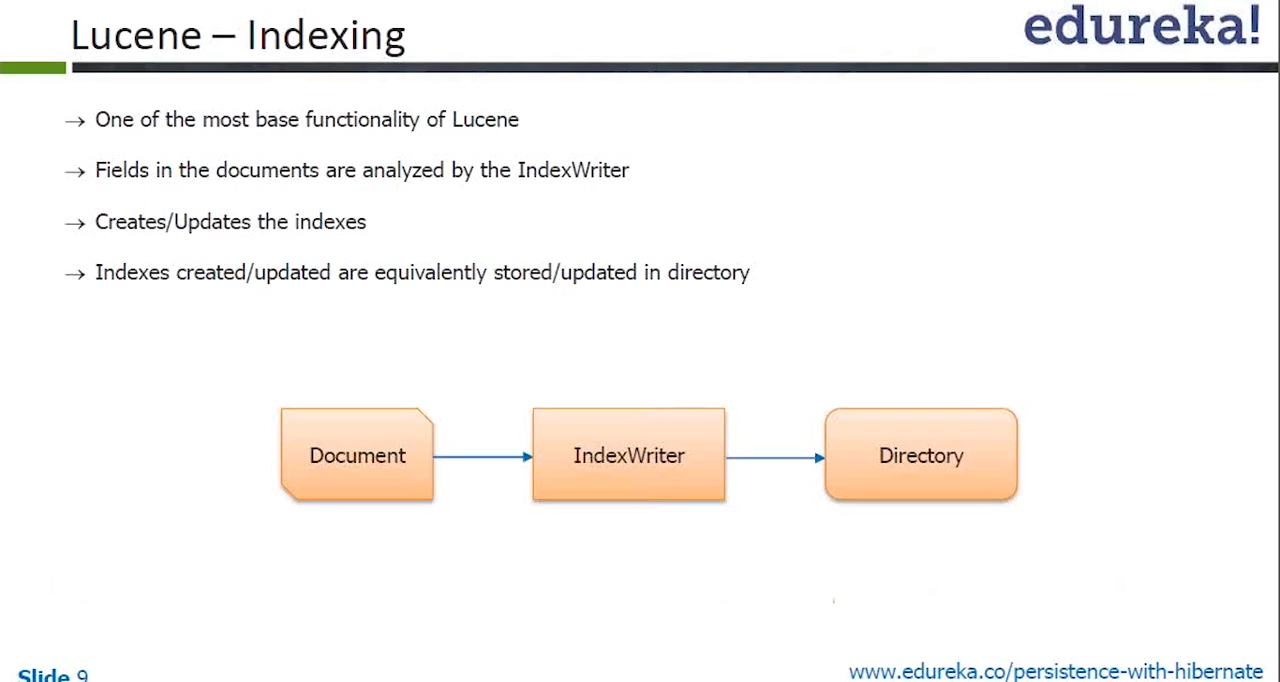 Lucene – Indexing
edureka!
→ One of the most base functionality of Lucene
→ Fields in the documents are analyzed by the IndexWriter
→ Creates/Updates the indexes
→ Indexes created/updated are equivalently stored/updated in directory
Document
IndexWriter
Directory
Slide 9
www.edureka.co/persistence-with-hibernate